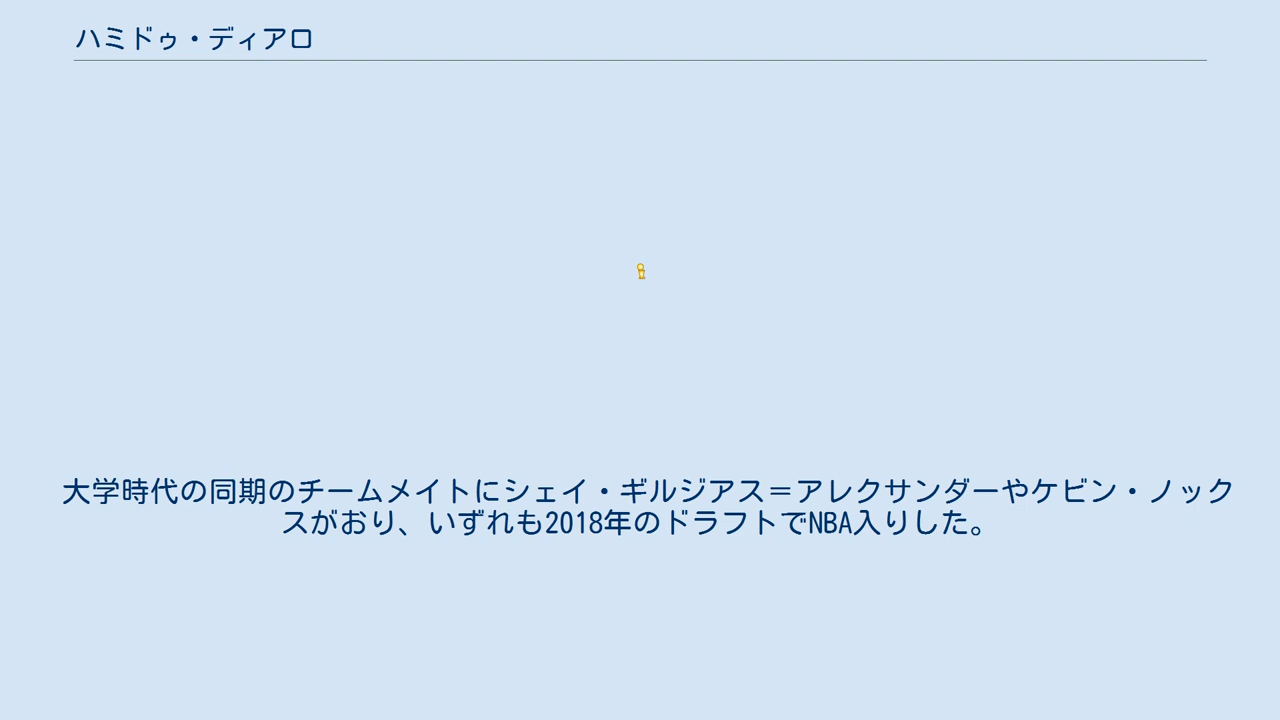 ハミドゥ・ディアロ
大学時代の同期のチームメイトにシェイ・ギルジアス＝アレクサンダーやケビン・ノック
スがおり、いずれも2018年のドラフトでNBA入りした。